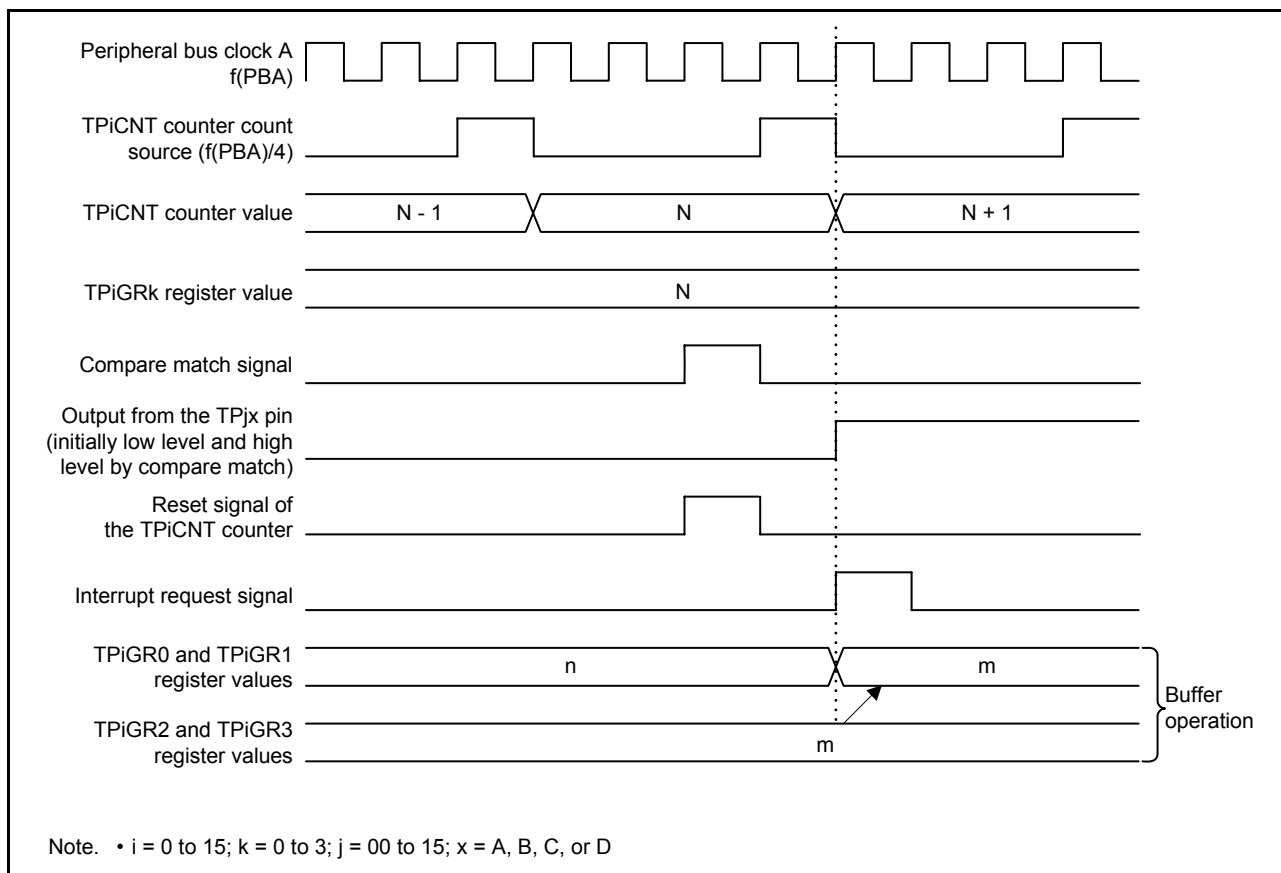 Peripheral bus clock A
f(PBA)
TPiCNT counter count
source (f(PBA)/4)
TPiCNT counter value
N - 1
N
N + 1
TPiGRk register value
N
Compare match signal
Output from the TPjx pin
(initially low level and high
level by compare match)
Reset signal of
the TPiCNT counter
Interrupt request signal
TPiGR0 and TPiGR1
register values
n
m
TPiGR2 and TPiGR3
register values
m
Buffer
operation
Note. • i = 0 to 15; k = 0 to 3; j = 00 to 15; x = A, B, C, or D